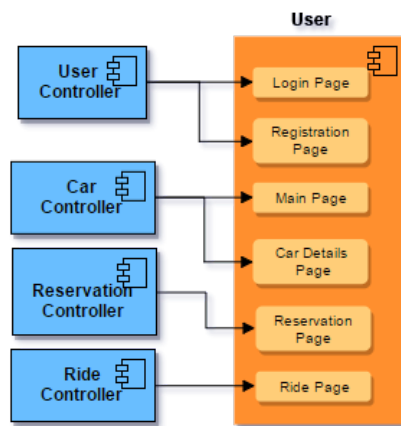 User
User
Controller
Login Page
Registration
Page
Car
Controller
Main Page
Car Details
Page
Reservation
Controller
Reservation
Page
Ride
Controller
Ride Page